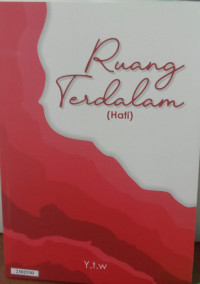 Ruang
Terdalam
(Hati)
Y.t.w